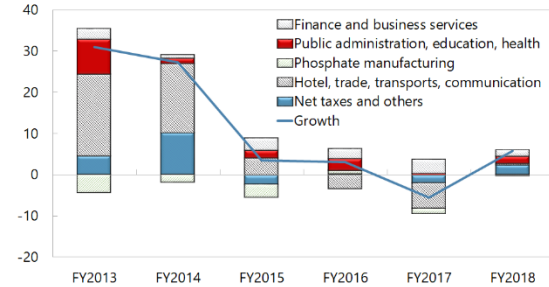 40
30
20
10
0
-10
-20
Finance and business services
Public administration, education, health
Phosphate manufacturing
Hotel, trade, transports, communication
Net taxes and others
Growth
FY2013 FY2014 FY2015 FY2016 FY2017 FY2018